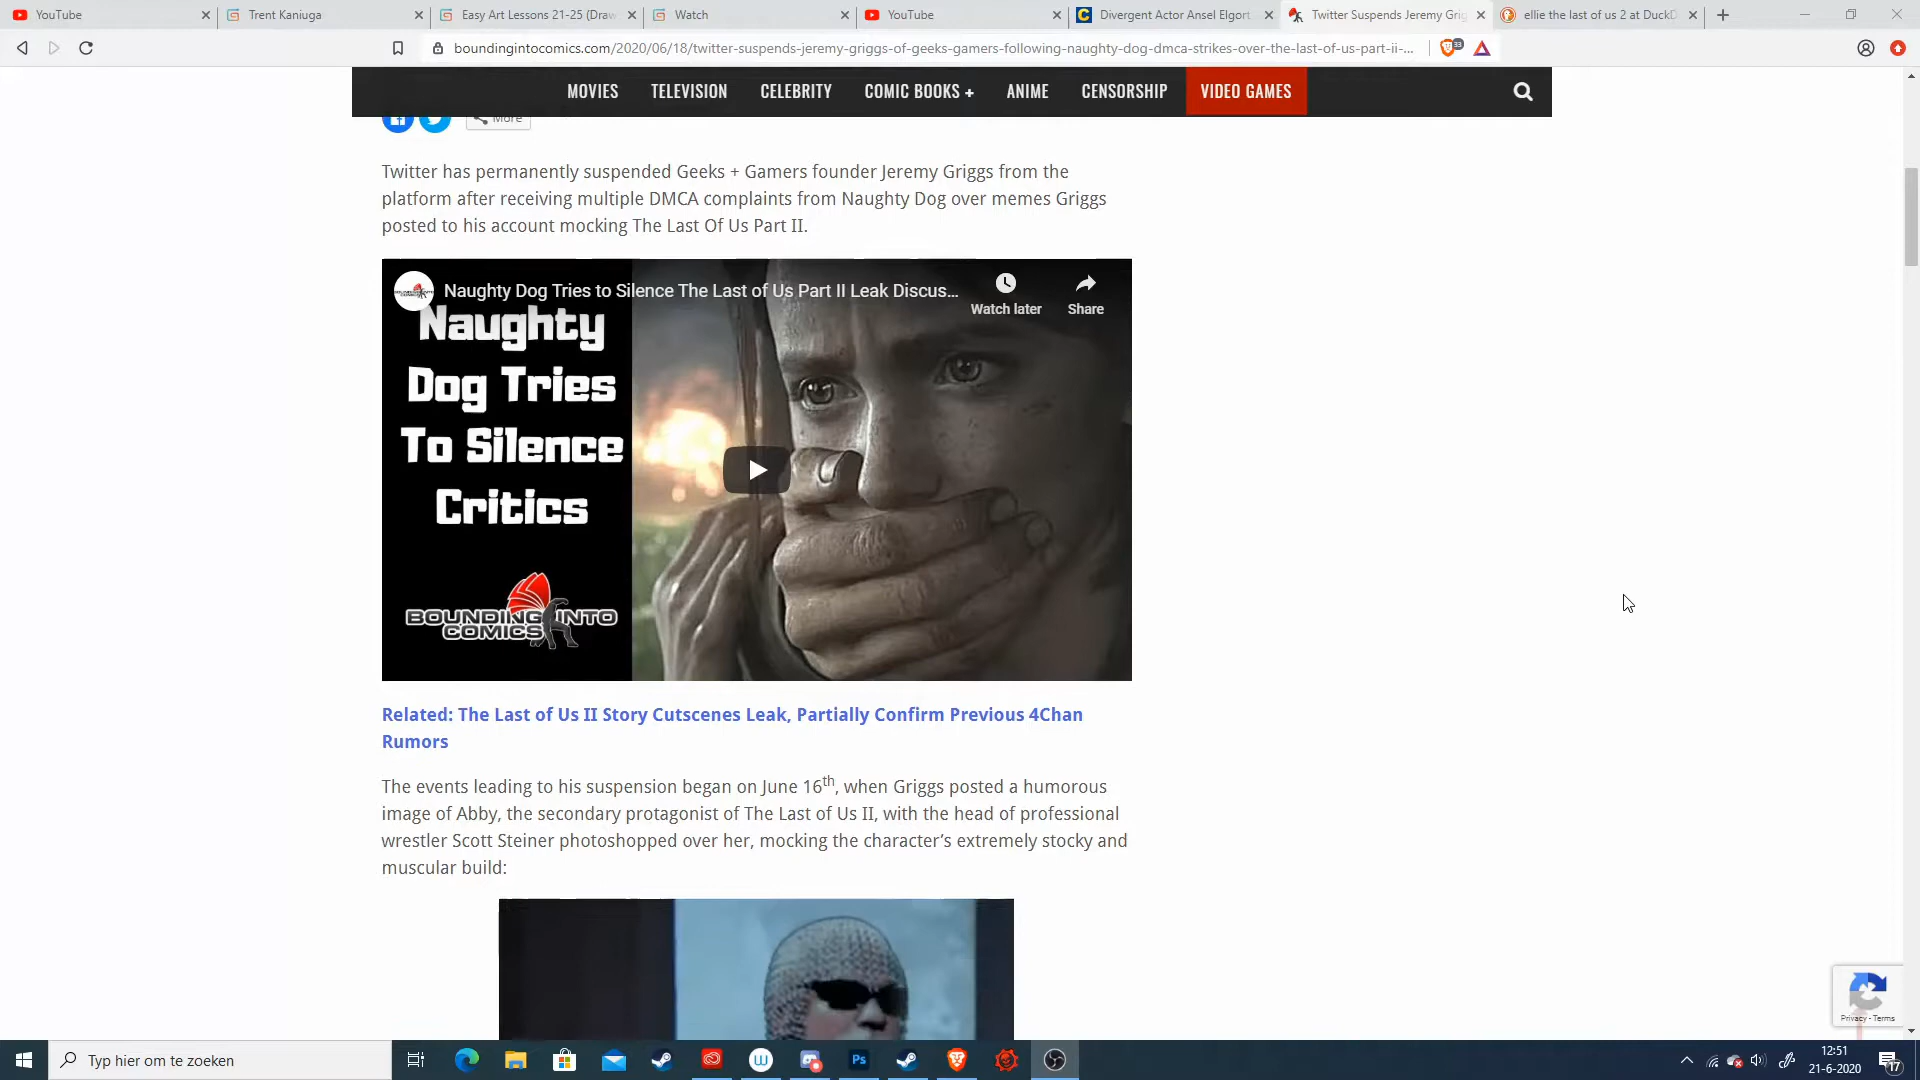 YouTube
Trent Kaniuga
Easy Art Lessons 21-25 (Draw
Watch
YouTube
Divergent Actor Ansel Elgort
Twitter Suspends Jeremy Grig
ellie the last of us 2 at DuckD
boundingintocomics.com/2020/06/18/twitter-suspends-jeremy-griggs-of-geeks-gamers-following-naughty-dog-dmca-strikes-over-the-last-of-us-part-ii-...
33
MOVIES TELEVISION CELEBRITY COMIC BOOKS + ANIME CENSORSHIP VIDEO GAMES
More
Twitter has permanently suspended Geeks + Gamers founder Jeremy Griggs from the
platform after receiving multiple DMCA complaints from Naughty Dog over memes Griggs
posted to his account mocking The Last Of Us Part II.
Naughty Dog Tries to Silence The Last of Us Part II Leak Discus...
Watch later
Share
Naughty
Dog Tries
To Silence
Critics
BOUNDING INTO
COMICS
Related: The Last of Us II Story Cutscenes Leak, Partially Confirm Previous 4Chan
Rumors
The events leading to his suspension began on June 16th, when Griggs posted a humorous
image of Abby, the secondary protagonist of The Last of Us II, with the head of professional
wrestler Scott Steiner photoshopped over her, mocking the character’s extremely stocky and
muscular build:
Privacy - Terms
Typ hier om te zoeken
Ps
12:51
21-6-2020
17